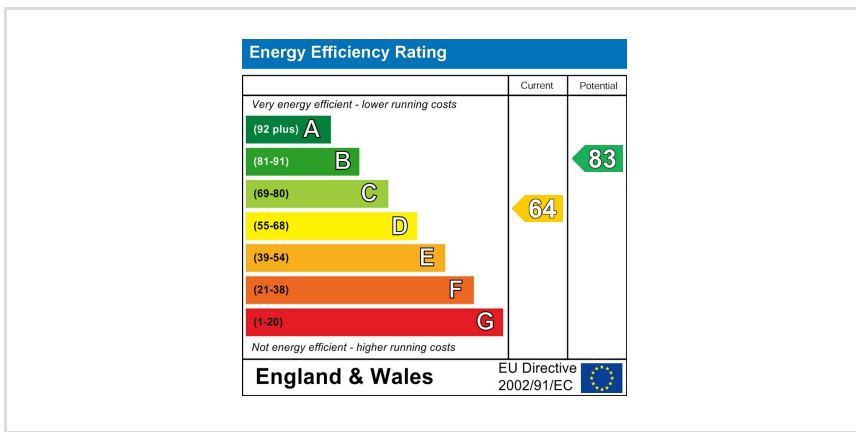 Energy Efficiency Rating
Current Potential
Very energy efficient - lower running costs
(92 plus) A
(81-91) B
83
(69-80) C
64
(55-68) D
(39-54) E
(21-38) F
(1-20) G
Not energy efficient - higher running costs
England & Wales
EU Directive
2002/91/EC